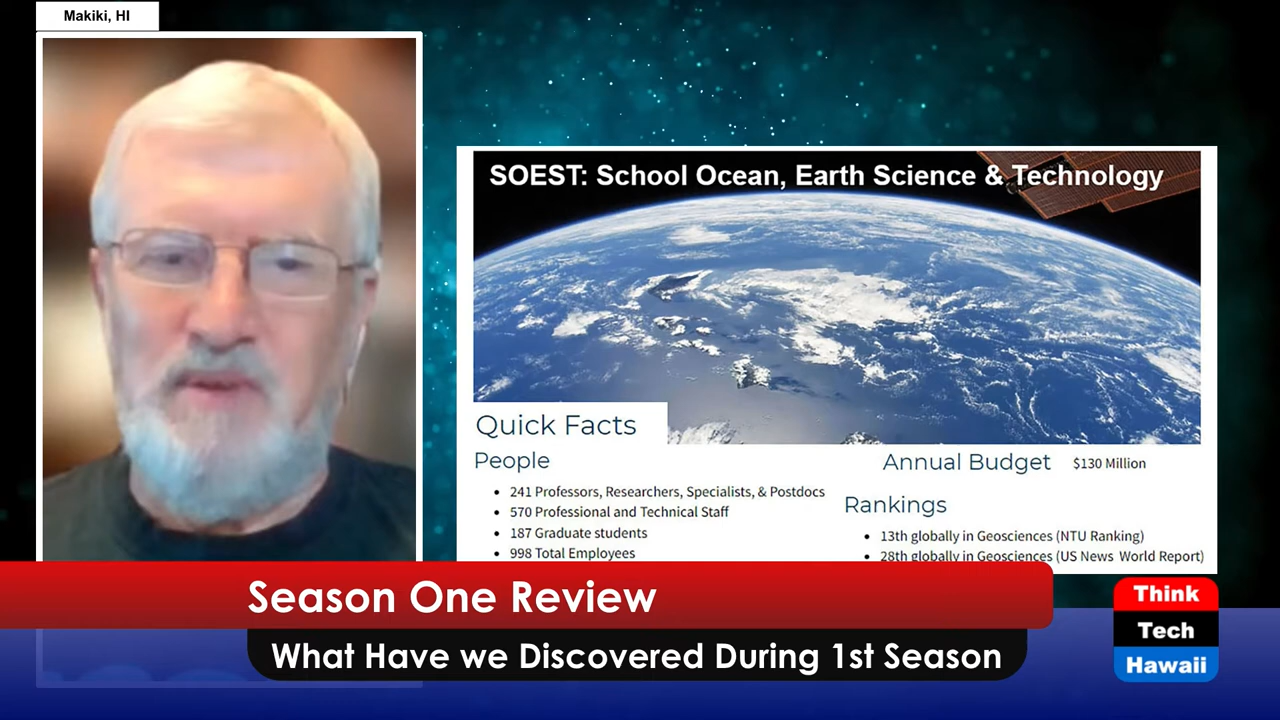 Makiki, HI
SOEST: School Ocean, Earth Science & Technology
Quick Facts
People
241 Professors, Researchers, Specialists, & Postdocs
570 Professional and Technical Staff
187 Graduate students
998 Total Employees
Annual Budget $130 Million
Rankings
13th globally in Geosciences (NTU Ranking)
28th globally in Geosciences (US News World Report)
Season One Review
What Have we Discovered During 1st Season
Think
Tech
Hawaii